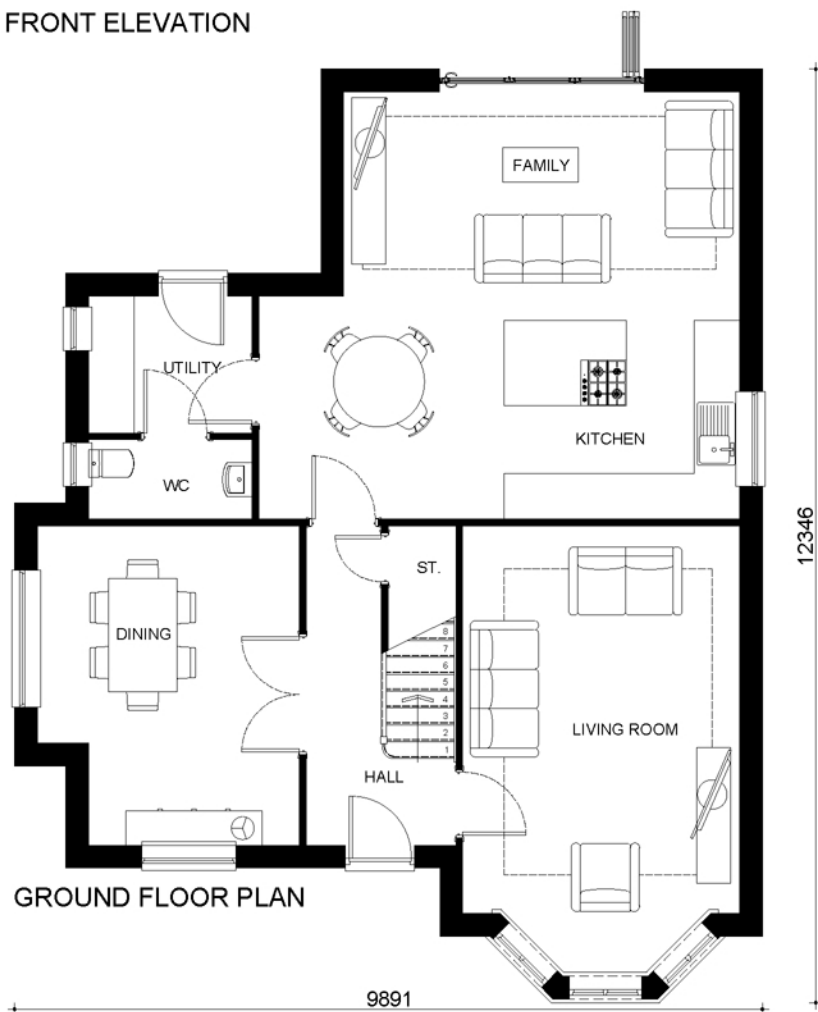 FRONT ELEVATION
FAMILY
UTILITY
KITCHEN
WC
12346
ST.
DINING
8
7
6
5
4
3
2
1
LIVING ROOM
HALL
GROUND FLOOR PLAN
9891